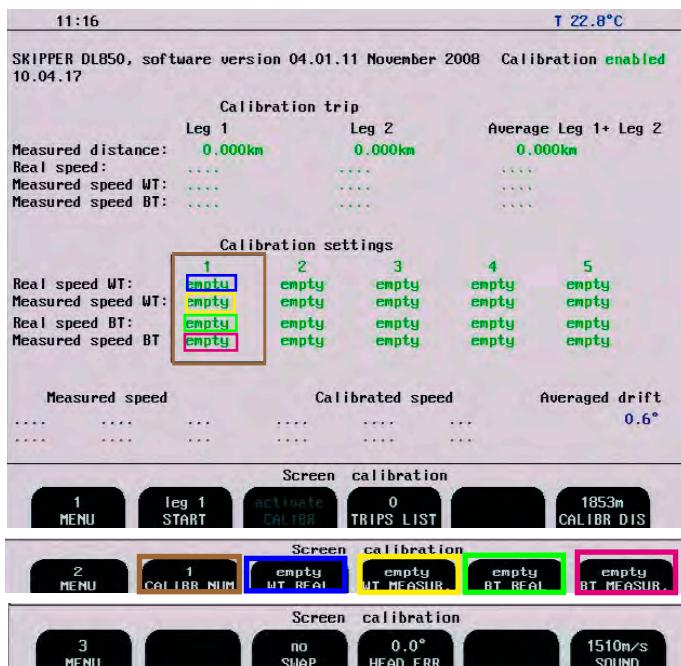 11:16 T 22.8°C
SKIPPER DL850, software version 04.01.11 November 2008 Calibration enabled
10.04.17
Calibration trip
Leg 1 Leg 2 Average Leg 1+ Leg 2
Measured distance: 0.000km 0.000km 0.000km
Real speed: .... .... ....
Measured speed WT: .... .... ....
Measured speed BT: .... .... ....
Calibration settings
1 2 3 4 5
Real speed WT: empty empty empty empty empty
Measured speed WT: empty empty empty empty empty
Real speed BT: empty empty empty empty empty
Measured speed BT empty empty empty empty empty
Measured speed Calibrated speed Averaged drift
.... .... ... .... .... ... 0.6°
.... .... ... .... .... ...
Screen calibration
1 leg 1 activate 0 1853m
MENU START CALIBR TRIPS LIST CALIBR DIS
Screen calibration
2 1 empty empty empty empty
MENU CALIBR NUM WT REAL WT MEASUR. BT REAL BT MEASUR.
Screen calibration
3 no 0.0° 1510m/s
MENU SWAP HEAD ERR SOUND